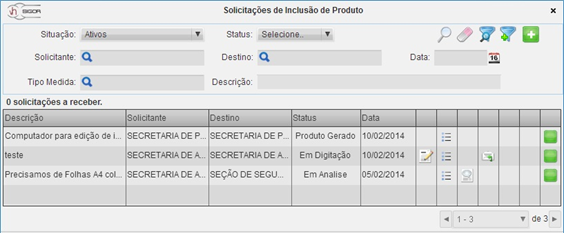 SIGOR Solicitações de Inclusão de Produto ×
Situação: Ativos Status: Selecione..
Solicitante: Destino: Data: 16
Tipo Medida: Descrição:
0 solicitações a receber.
Descrição Solicitante Destino Status Data
Computador para edição de i... SECRETARIA DE P... SECRETARIA DE P... Produto Gerado 10/02/2014
teste SECRETARIA DE A... SECRETARIA DE A... Em Digitação 10/02/2014
Precisamos de Folhas A4 col... SECRETARIA DE A... SEÇÃO DE SEGU... Em Analise 05/02/2014
1 - 3 de 3